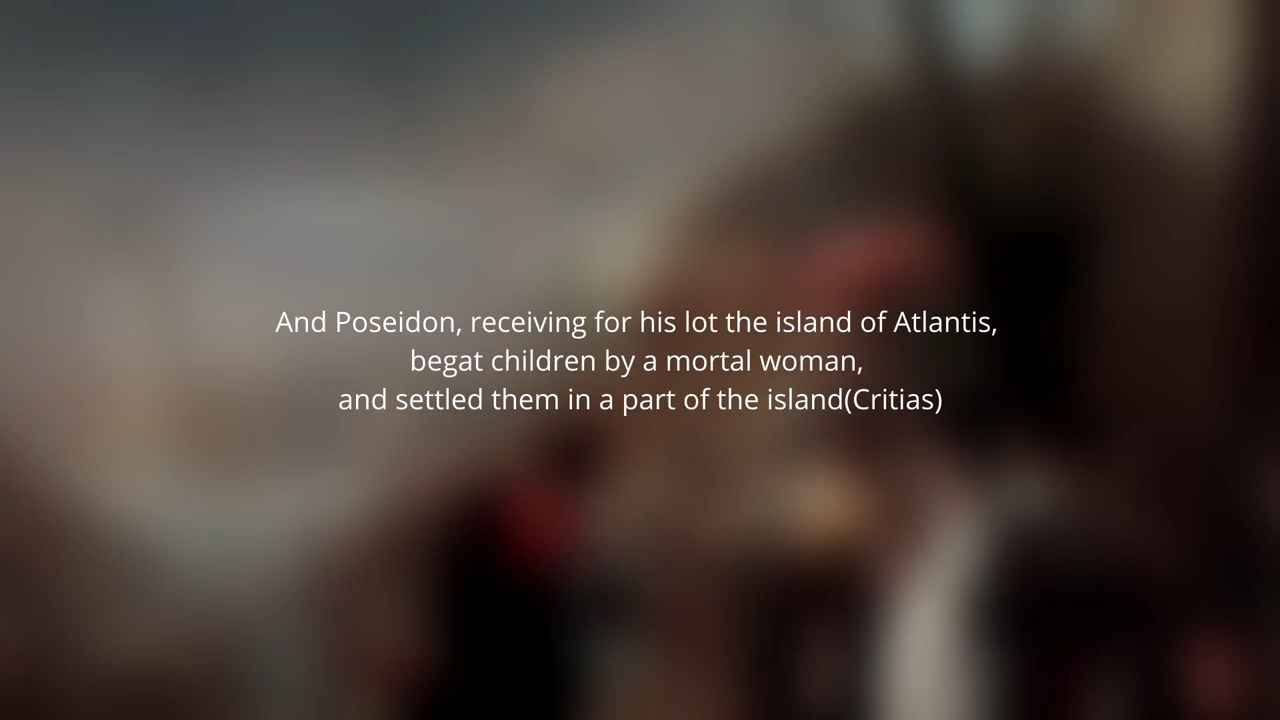 And Poseidon, receiving for his lot the island of Atlantis,
begat children by a mortal woman,
and settled them in a part of the island(Critias)